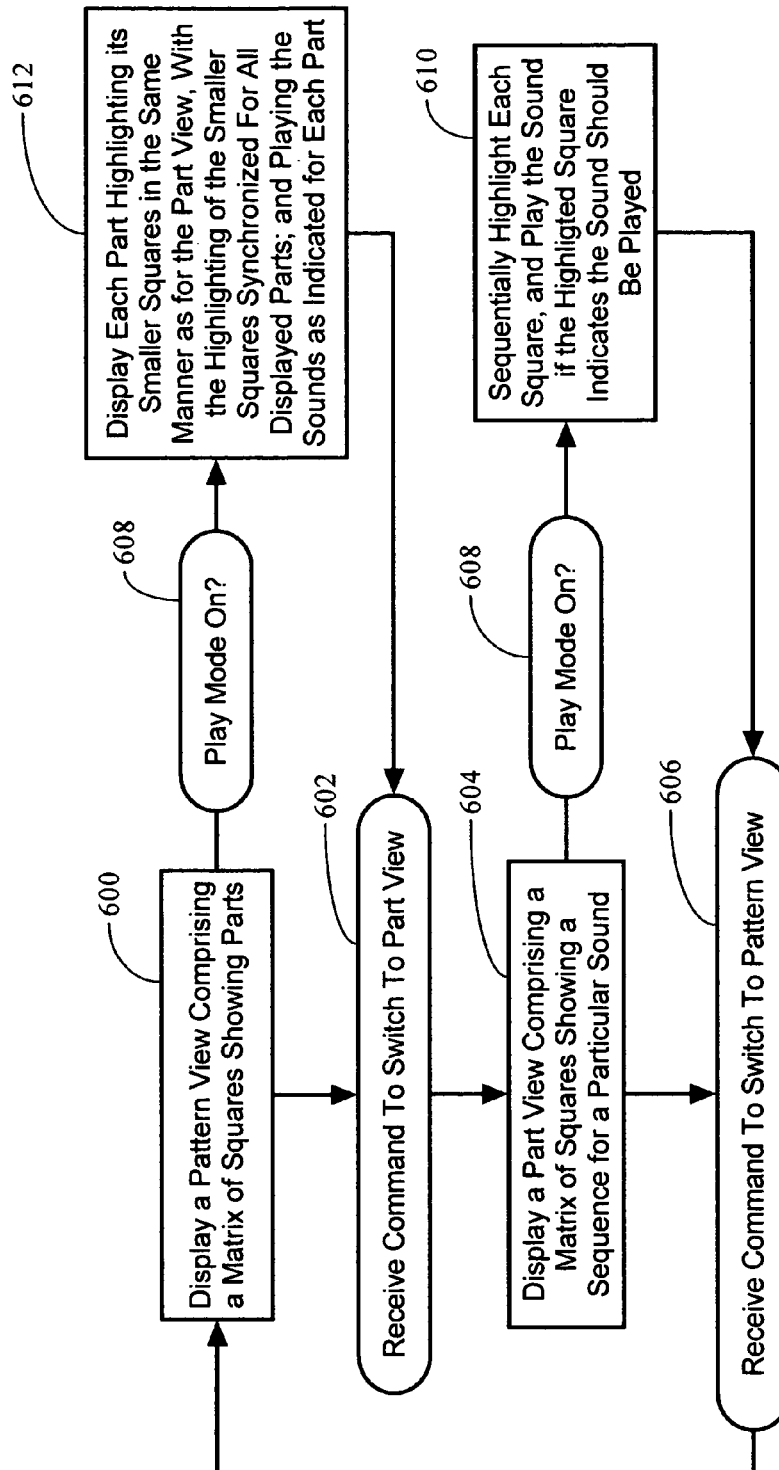 600
Display a Pattern View Comprising
a Matrix of Squares Showing Parts
608
Play Mode On?
612
Display Each Part Highlighting its
Smaller Squares in the Same
Manner as for the Part View, With
the Highlighting of the Smaller
Squares Synchronized For All
Displayed Parts; and Playing the
Sounds as Indicated for Each Part
602
Receive Command To Switch To Part View
604
Display a Part View Comprising a
Matrix of Squares Showing a
Sequence for a Particular Sound
608
Play Mode On?
610
Sequentially Highlight Each
Square, and Play the Sound
if the Highligted Square
Indicates the Sound Should
Be Played
606
Receive Command To Switch To Pattern View